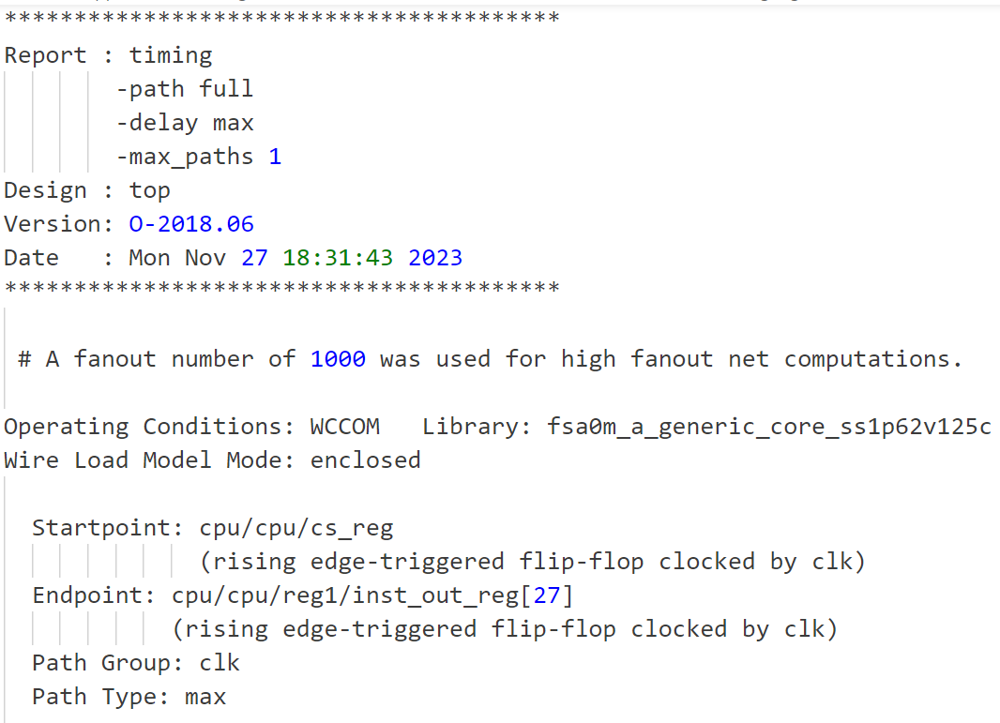 ****************************************
Report : timing
-path full
-delay max
-max_paths 1
Design : top
Version: O-2018.06
Date   : Mon Nov 27 18:31:43 2023
****************************************
# A fanout number of 1000 was used for high fanout net computations.
Operating Conditions: WCCOM   Library: fsa0m_a_generic_core_ss1p62v125c
Wire Load Model Mode: enclosed
Startpoint: cpu/cpu/cs_reg
(rising edge-triggered flip-flop clocked by clk)
Endpoint: cpu/cpu/reg1/inst_out_reg[27]
(rising edge-triggered flip-flop clocked by clk)
Path Group: clk
Path Type: max